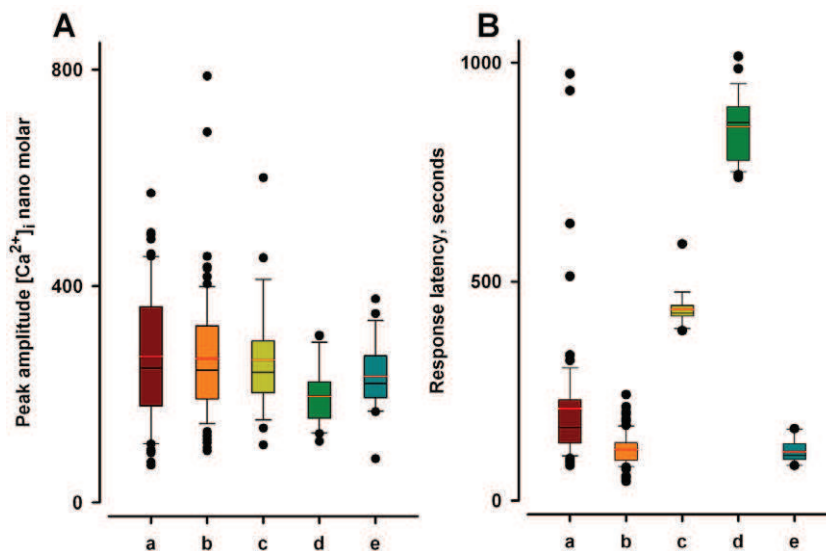 A
Peak amplitude [Ca2+]i nano molar
800
400
0
a b c d e
B
Response latency, seconds
1000
500
0
a b c d e